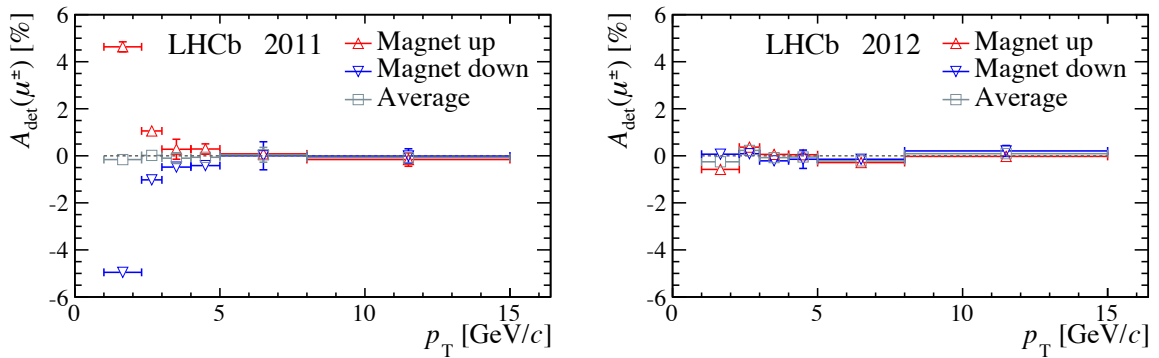 A_det(μ±) [%]
6
4
2
0
-2
-4
-6
LHCb 2011
Magnet up
Magnet down
Average
0
5
10
15
p_T [GeV/c]
A_det(μ±) [%]
6
4
2
0
-2
-4
-6
LHCb 2012
Magnet up
Magnet down
Average
0
5
10
15
p_T [GeV/c]